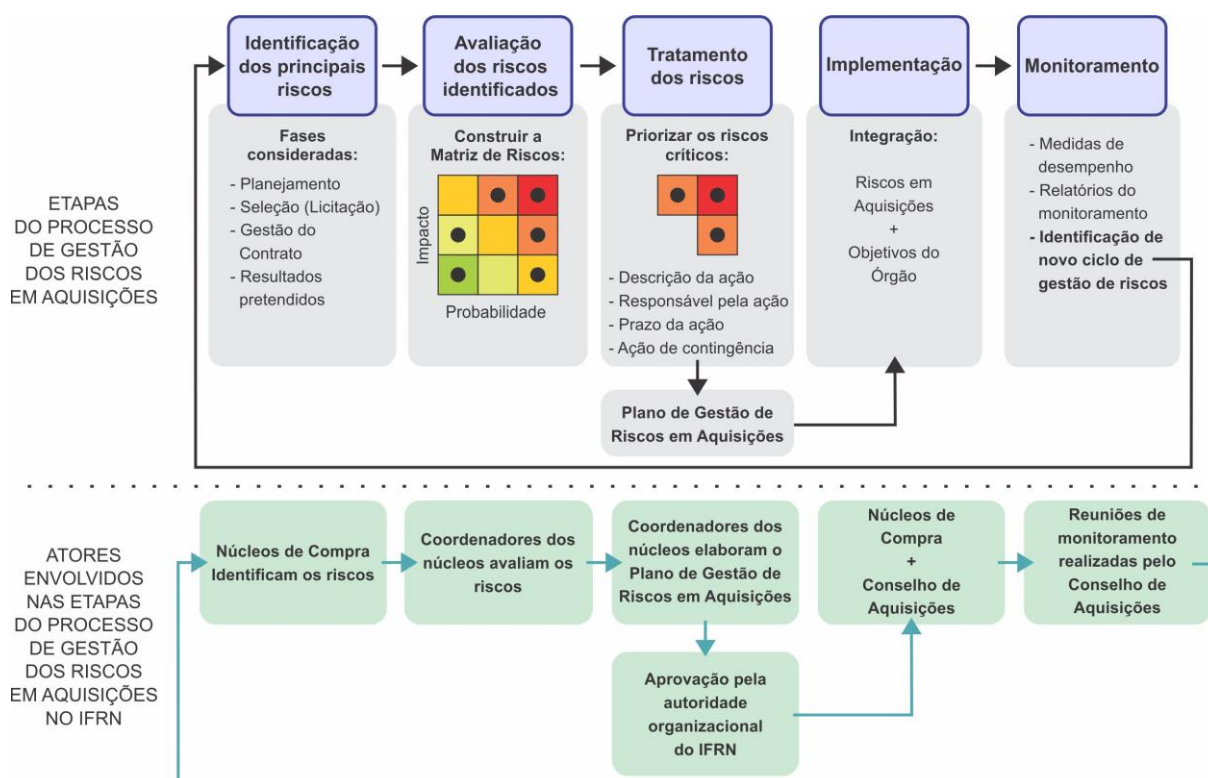 Identificação
dos principais
riscos
Avaliação
dos riscos
identificados
Tratamento
dos riscos
Implementação
Monitoramento
ETAPAS
DO PROCESSO
DE GESTÃO
DOS RISCOS
EM AQUISIÇÕES
Fases
consideradas:
- Planejamento
- Seleção (Licitação)
- Gestão do
Contrato
- Resultados
pretendidos
Construir a
Matriz de Riscos:
Impacto
Probabilidade
Priorizar os riscos
críticos:
- Descrição da ação
- Responsável pela ação
- Prazo da ação
- Ação de contingência
Plano de Gestão de
Riscos em Aquisições
Integração:
Riscos em
Aquisições
+
Objetivos do
Órgão
- Medidas de
desempenho
- Relatórios do
monitoramento
- Identificação de
novo ciclo de
gestão de riscos
ATORES
ENVOLVIDOS
NAS ETAPAS
DO PROCESSO
DE GESTÃO
DOS RISCOS
EM AQUISIÇÕES
NO IFRN
Núcleos de Compra
Identificam os riscos
Coordenadores dos
núcleos avaliam os
riscos
Coordenadores dos
núcleos elaboram o
Plano de Gestão de
Riscos em Aquisições
Aprovação pela
autoridade
organizacional
do IFRN
Núcleos de
Compra
+
Conselho de
Aquisições
Reuniões de
monitoramento
realizadas pelo
Conselho de
Aquisições